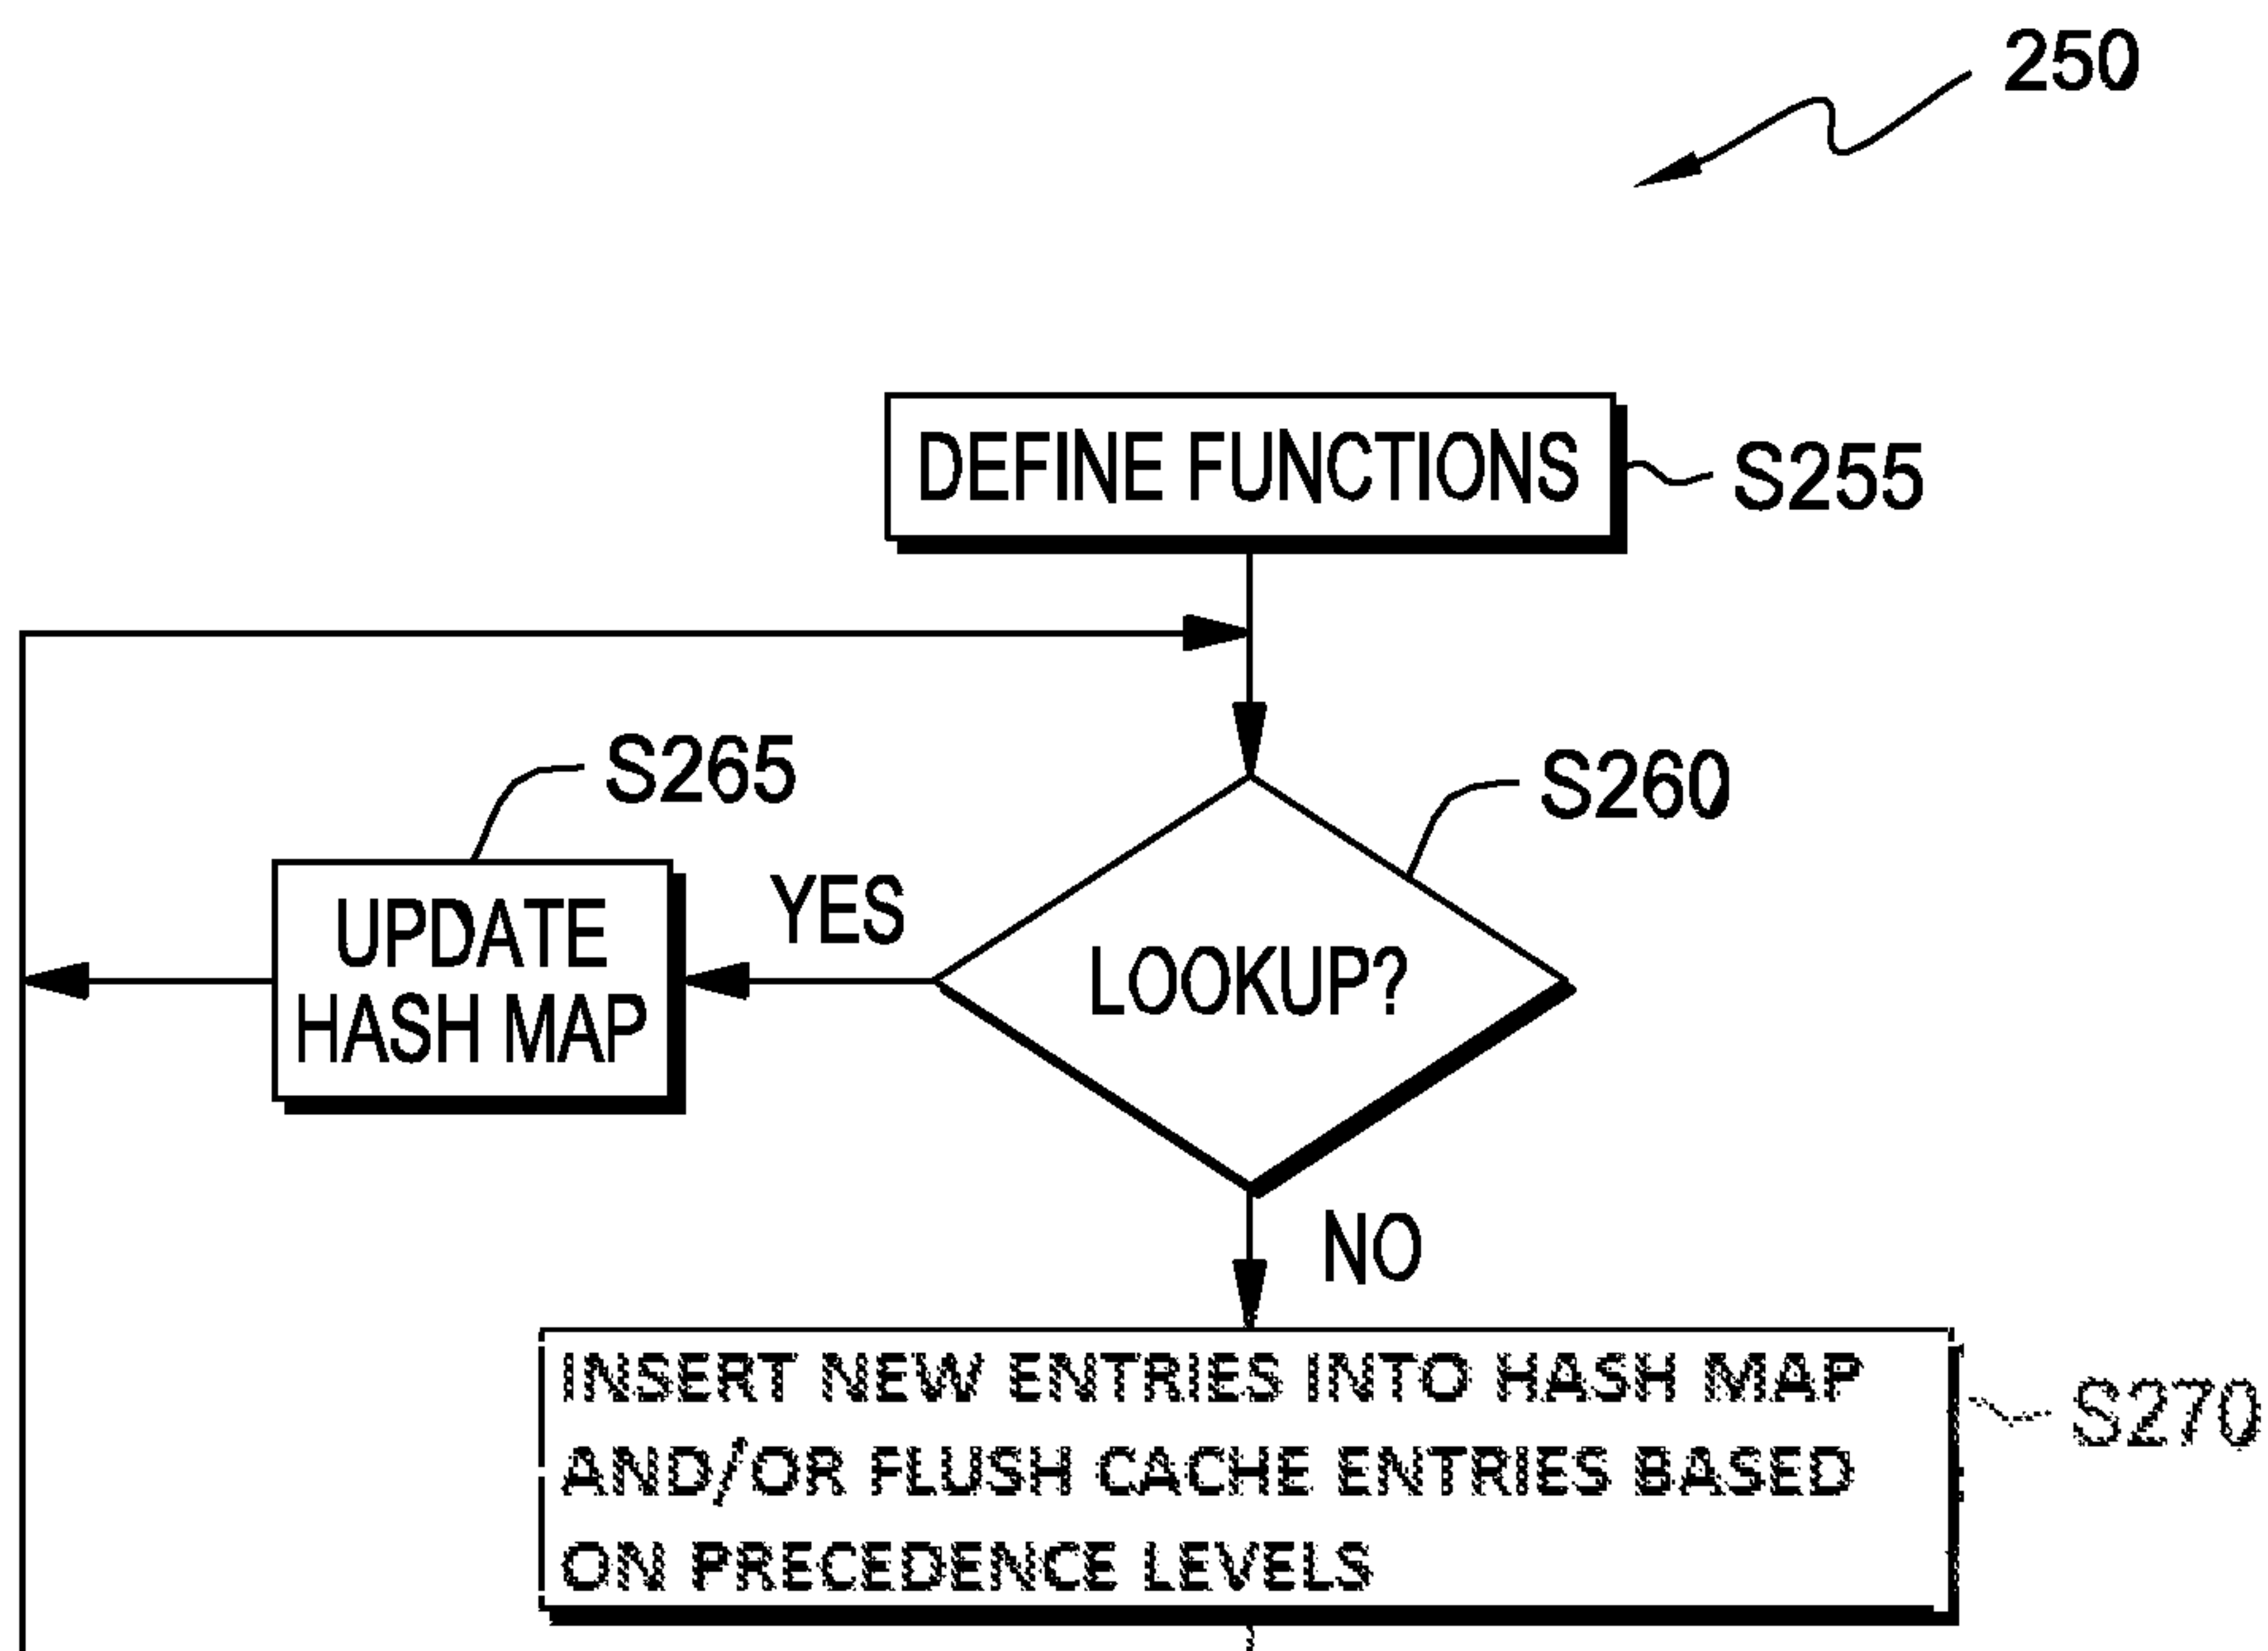 250
DEFINE FUNCTIONS
S255
S265
S260
UPDATE
HASH MAP
YES
LOOKUP?
NO
INSERT NEW ENTRIES INTO HASH MAP
AND/OR FLUSH CACHE ENTRIES BASED
ON PRECEDENCE LEVELS
S270